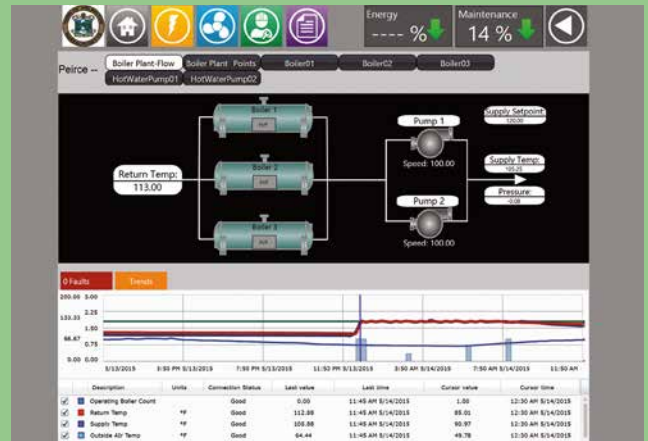 Energy
---- %
Maintenance
14 %
Peirce --
Boiler Plant-Flow
Boiler Plant Points
Boiler01
Boiler02
Boiler03
HotWaterPump01
HotWaterPump02
Boiler 1
Boiler 2
Boiler 3
Return Temp:
113.00
Pump 1
Speed: 100.00
Pump 2
Speed: 100.00
Supply Setpoint:
120.00
Supply Temp:
105.25
Pressure:
-0.08
0 Faults
Trends
200.00 3.00
2.25
133.33
1.50
66.67 0.75
0.00 0.00
5/13/2015
3:50 PM 5/13/2015
7:50 PM 5/13/2015
11:50 PM 5/13/2015
3:50 AM 5/14/2015
7:50 AM 5/14/2015
11:50 AM
Description Units Connection Status Last value Last time Cursor value Cursor time
Operating Boiler Count Good 0.00 11:45 AM 5/14/2015 1.00 12:30 AM 5/14/2015
Return Temp °F Good 112.88 11:45 AM 5/14/2015 85.01 12:30 AM 5/14/2015
Supply Temp °F Good 11:45 AM 5/14/2015 90.97 12:30 AM 5/14/2015
Outside Air Temp °F Good 64.44 11:45 AM 5/14/2015 49.78 12:30 AM 5/14/2015